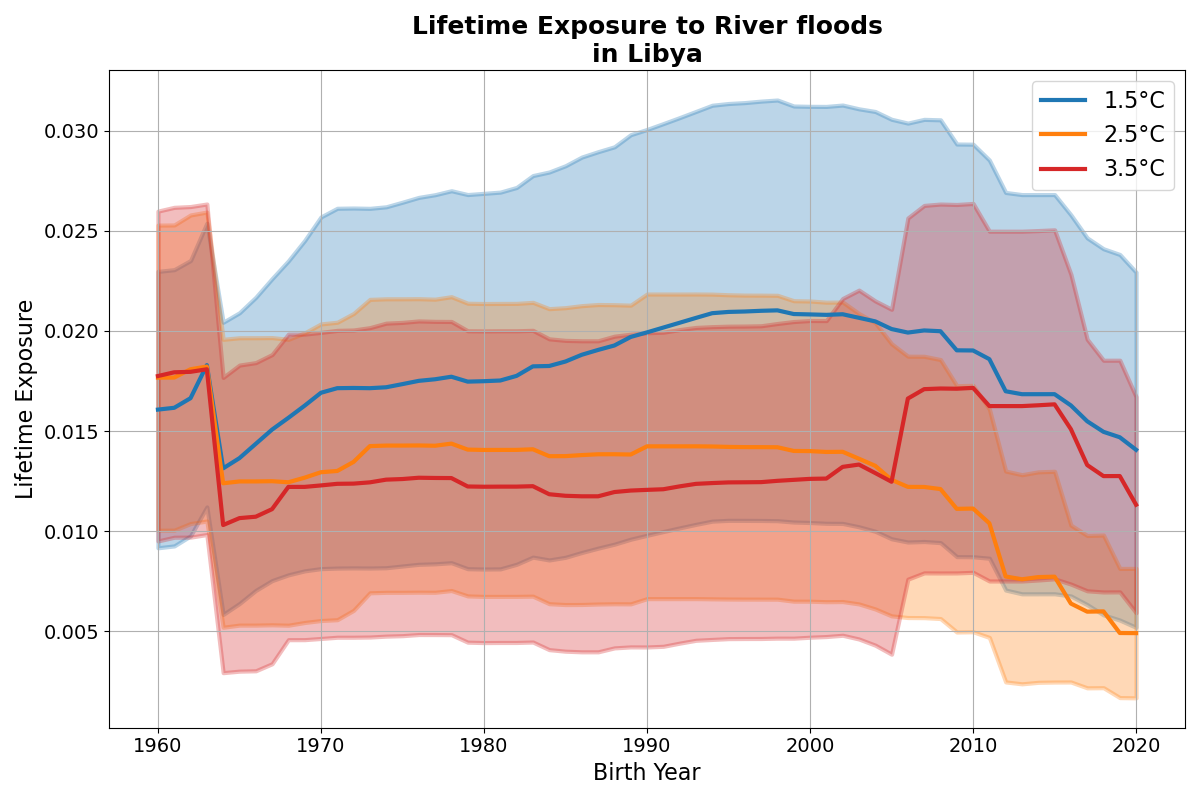 Lifetime Exposure to River floods
in Libya
1.5°C
2.5°C
3.5°C
0.030
0.025
0.020
0.015
0.010
0.005
Lifetime Exposure
1960 1970 1980 1990 2000 2010 2020
Birth Year